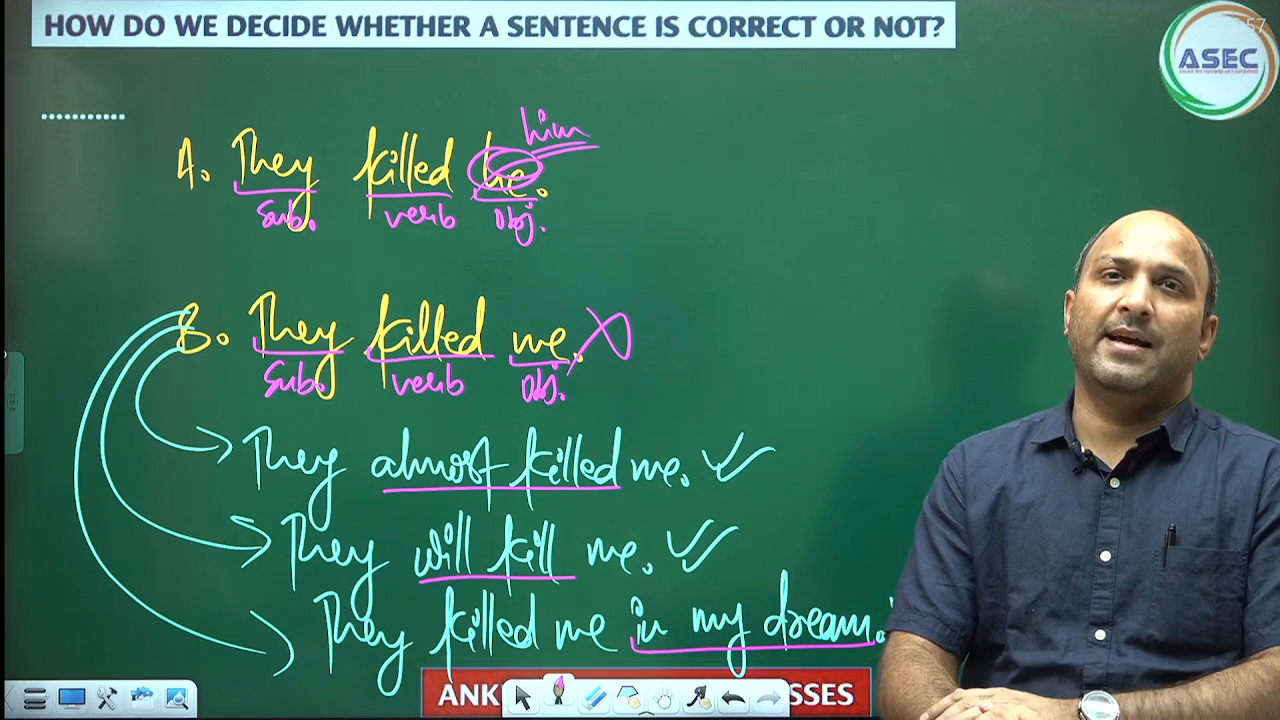 HOW DO WE DECIDE WHETHER A SENTENCE IS CORRECT OR NOT?
ASEC
...........
him
A. They killed he.
Sub. verb obj.
B. They killed me.
Sub. verb obj.
They almost killed me.
They will kill me.
They killed me in my dream.
ANK SSES